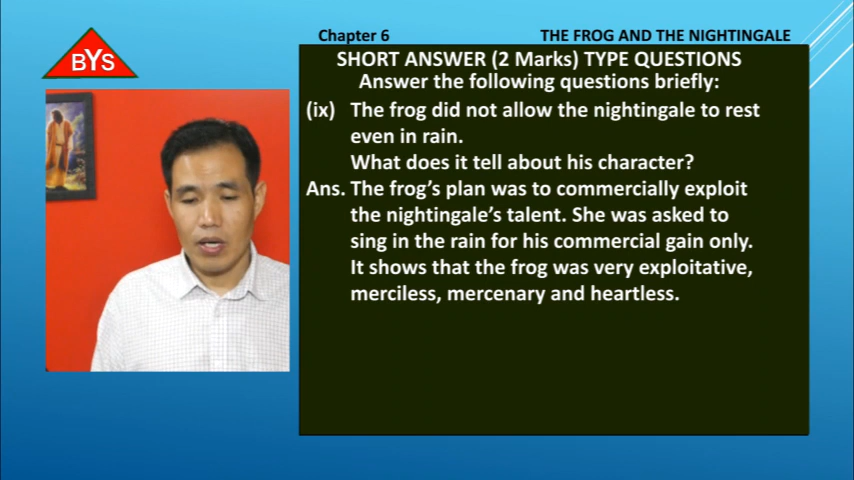 BYS
Chapter 6 THE FROG AND THE NIGHTINGALE
SHORT ANSWER (2 Marks) TYPE QUESTIONS
Answer the following questions briefly:
(ix) The frog did not allow the nightingale to rest
even in rain.
What does it tell about his character?
Ans. The frog's plan was to commercially exploit
the nightingale's talent. She was asked to
sing in the rain for his commercial gain only.
It shows that the frog was very exploitative,
merciless, mercenary and heartless.